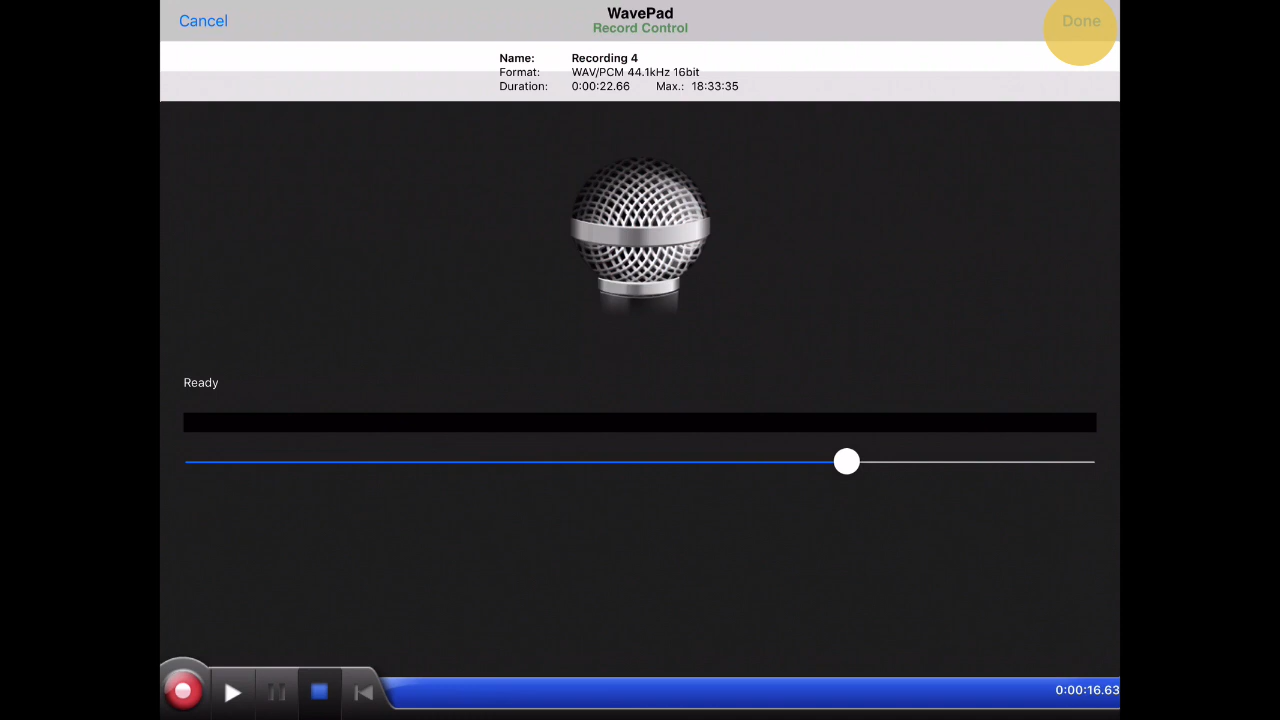 Cancel
WavePad
Record Control
Done
Name: Recording 4
Format: WAV/PCM 44.1kHz 16bit
Duration: 0:00:22.66 Max.: 18:33:35
Ready
0:00:16.63